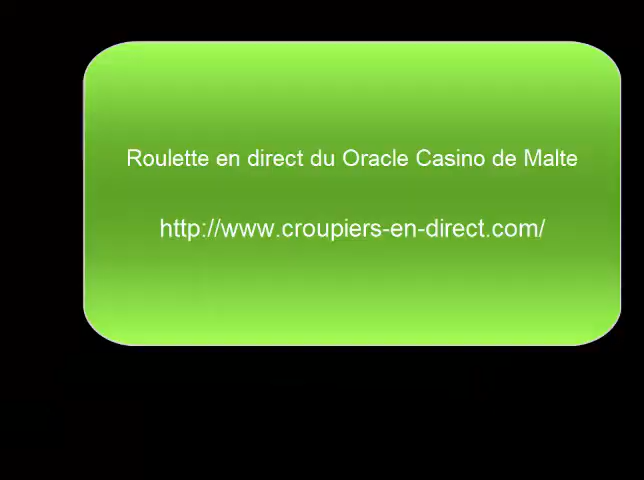 Roulette en direct du Oracle Casino de Malte
http://www.croupiers-en-direct.com/